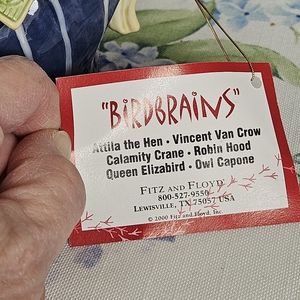 "BIRDBRAINS"
Attila the Hen • Vincent Van Crow
Calamity Crane • Robin Hood
Queen Elizabird • Owl Capone
FITZ AND FLOYD
800-527-9550
LEWISVILLE, TX 75057 USA
© 2000 Fitz and Floyd, Inc.